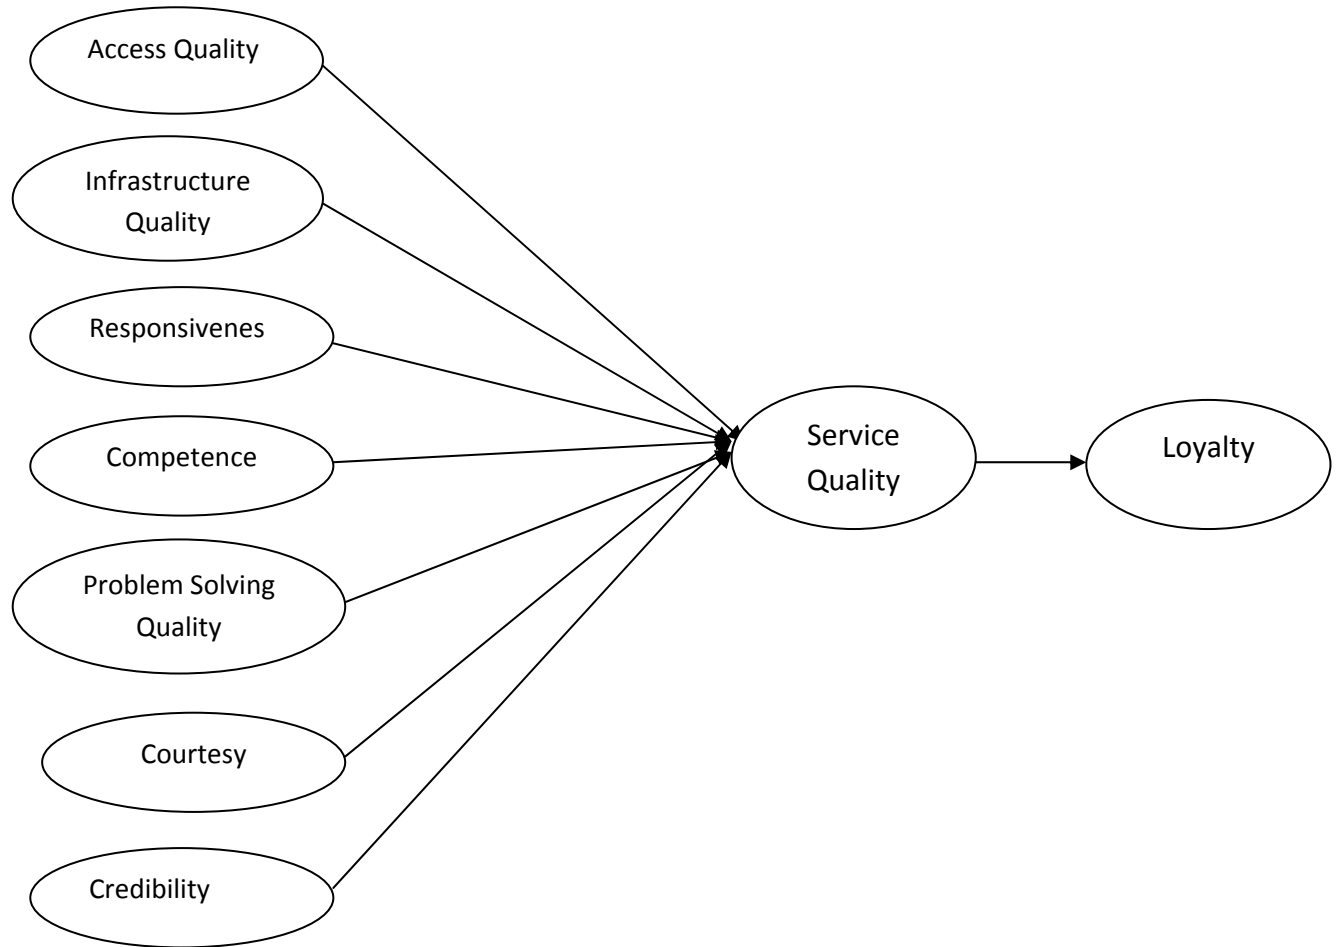 Access Quality
Infrastructure
Quality
Responsivenes
Competence
Problem Solving
Quality
Courtesy
Credibility
Service
Quality
Loyalty